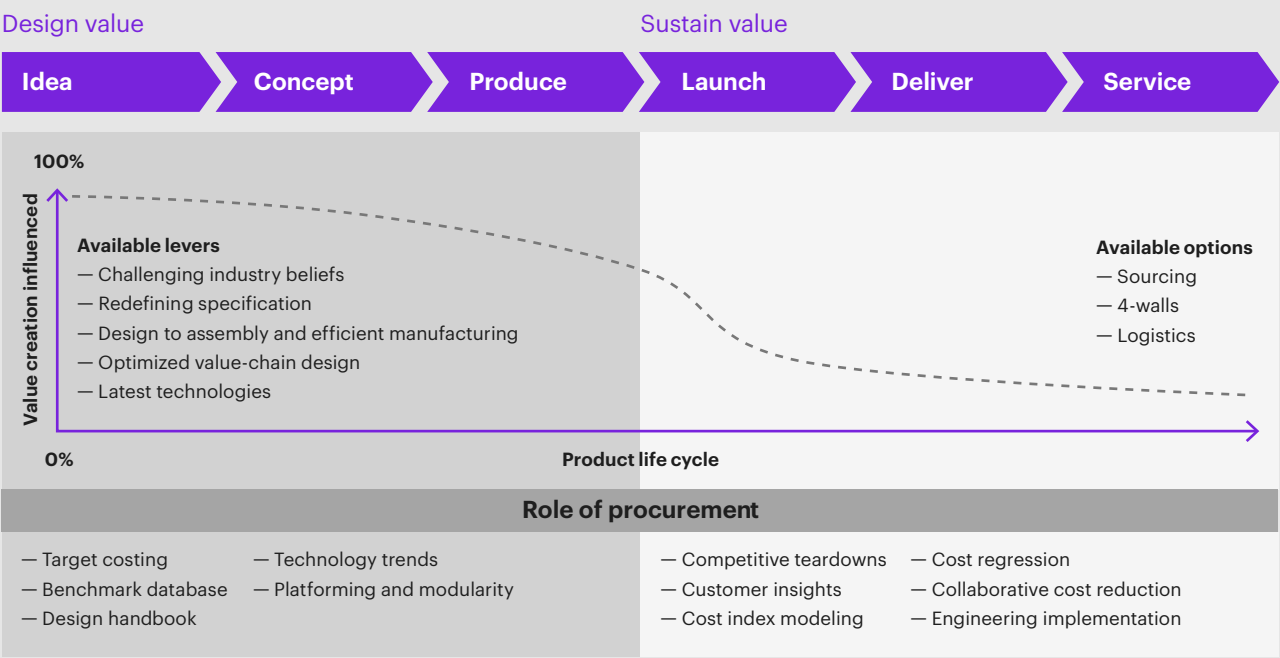 Design value
Sustain value
Idea
Concept
Produce
Launch
Deliver
Service
100%
Value creation influenced
Available levers
— Challenging industry beliefs
— Redefining specification
— Design to assembly and efficient manufacturing
— Optimized value-chain design
— Latest technologies
Available options
— Sourcing
— 4-walls
— Logistics
0%
Product life cycle
Role of procurement
— Target costing
— Benchmark database
— Design handbook
— Technology trends
— Platforming and modularity
— Competitive teardowns
— Customer insights
— Cost index modeling
— Cost regression
— Collaborative cost reduction
— Engineering implementation